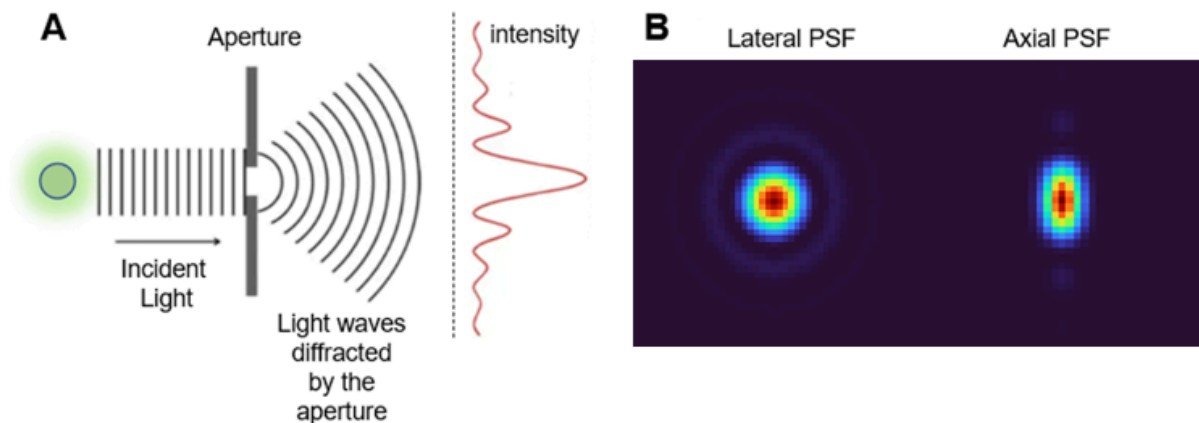 A
Aperture
intensity
Incident
Light
Light waves
diffracted
by the
aperture
B
Lateral PSF
Axial PSF